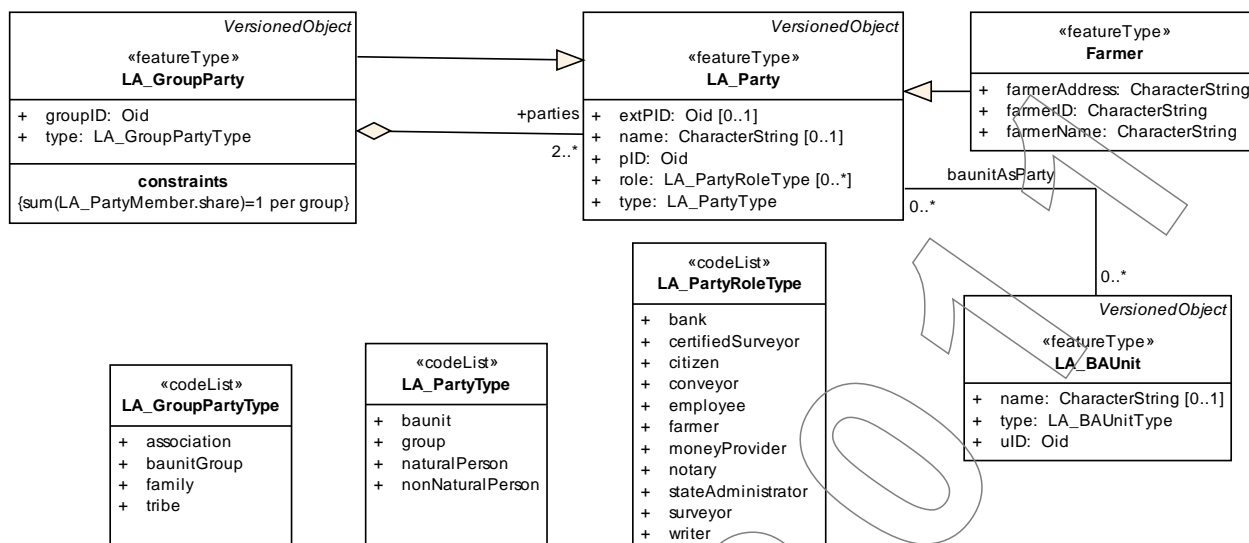 VersionedObject
«featureType»
LA_GroupParty
+ groupID: Oid
+ type: LA_GroupPartyType
constraints
{sum(LA_PartyMember.share)=1 per group}
+parties
2..*
VersionedObject
«featureType»
LA_Party
+ extPID: Oid [0..1]
+ name: CharacterString [0..1]
+ pID: Oid
+ role: LA_PartyRoleType [0..*]
+ type: LA_PartyType
«featureType»
Farmer
+ farmerAddress: CharacterString
+ farmerID: CharacterString
+ farmerName: CharacterString
baunitAsParty
0..*
0..*
VersionedObject
«featureType»
LA_BAUnit
+ name: CharacterString [0..1]
+ type: LA_BAUnitType
+ uID: Oid
«codeList»
LA_GroupPartyType
+ association
+ baunitGroup
+ family
+ tribe
«codeList»
LA_PartyType
+ baunit
+ group
+ naturalPerson
+ nonNaturalPerson
«codeList»
LA_PartyRoleType
+ bank
+ certifiedSurveyor
+ citizen
+ conveyor
+ employee
+ farmer
+ moneyProvider
+ notary
+ stateAdministrator
+ surveyor
+ writer